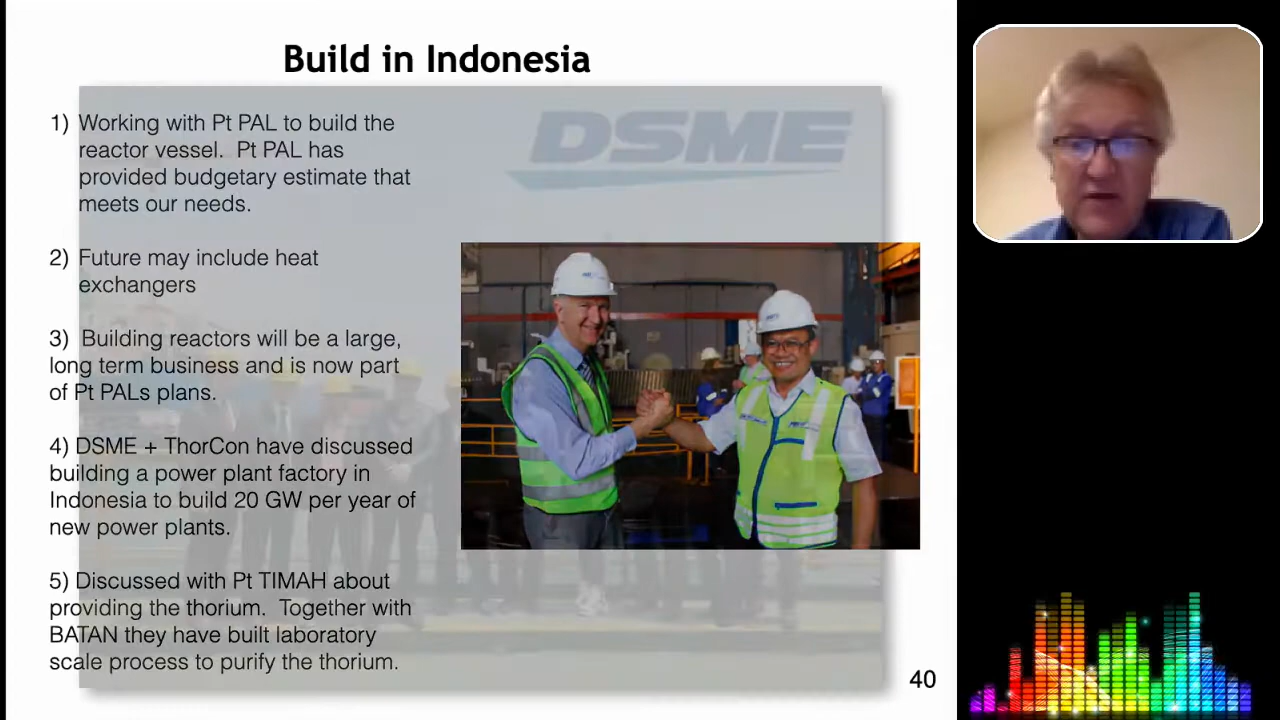 Build in Indonesia
DSME
1) Working with Pt PAL to build the
reactor vessel. Pt PAL has
provided budgetary estimate that
meets our needs.
2) Future may include heat
exchangers
3) Building reactors will be a large,
long term business and is now part
of Pt PALs plans.
4) DSME + ThorCon have discussed
building a power plant factory in
Indonesia to build 20 GW per year of
new power plants.
5) Discussed with Pt TIMAH about
providing the thorium. Together with
BATAN they have built laboratory
scale process to purify the thorium.
40